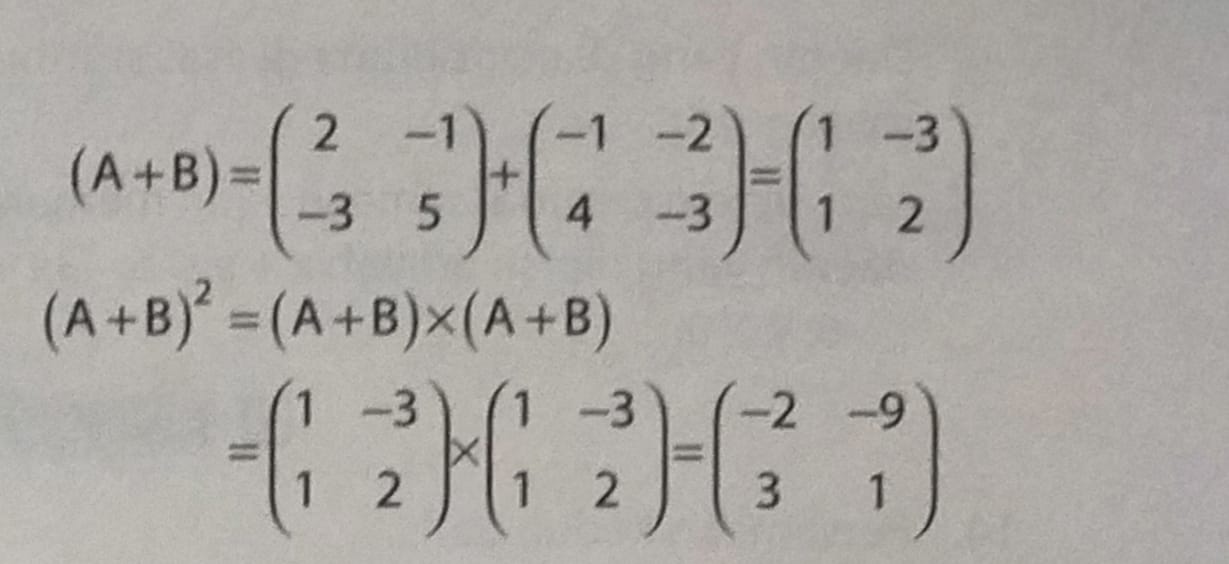 (A+B)=(2 −1 −3 5)+(−1 −2 4 −3)=(1 −3 1 2)
(A+B)²=(A+B)×(A+B)
=(1 −3 1 2)×(1 −3 1 2)=(−2 −9 3 1)